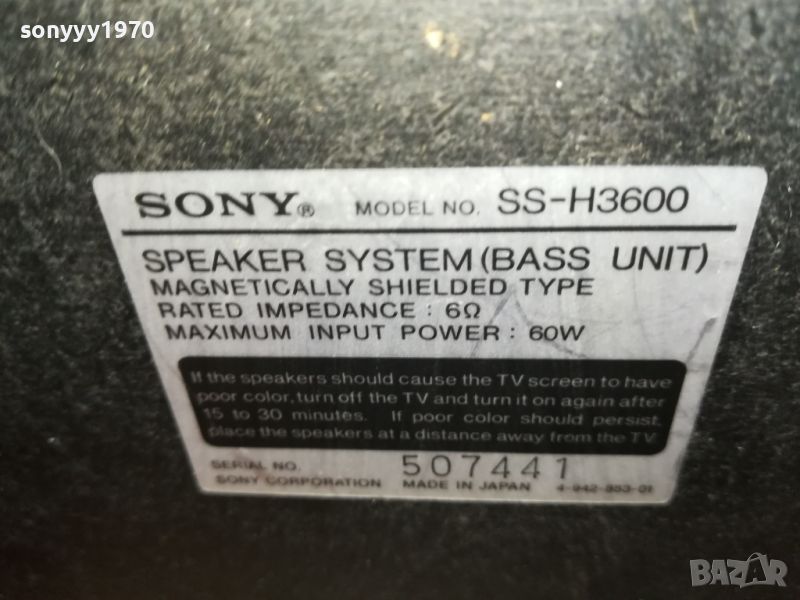 sonyyy1970
SONY® MODEL NO. SS-H3600
SPEAKER SYSTEM (BASS UNIT)
MAGNETICALLY SHIELDED TYPE
RATED IMPEDANCE : 6Ω
MAXIMUM INPUT POWER : 60W
If the speakers should cause the TV screen to have
poor color, turn off the TV and turn it on again after
15 to 30 minutes. If poor color should persist,
place the speakers at a distance away from the TV.
SERIAL NO. 507441
SONY CORPORATION MADE IN JAPAN 4-942-953-01
BAZAR